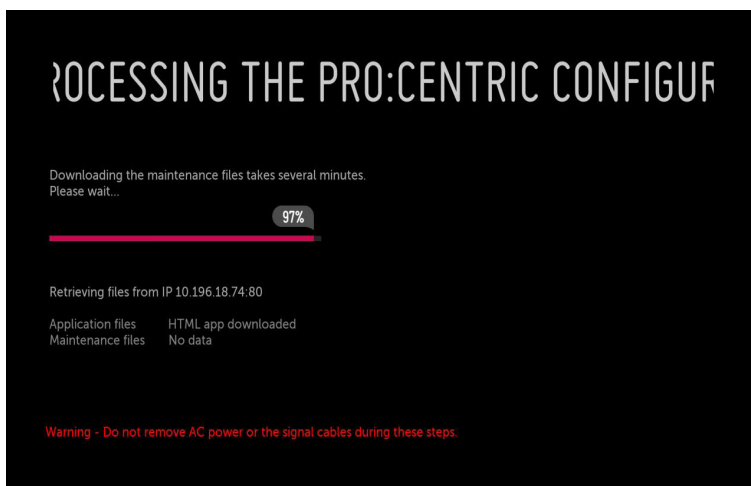 ROCESSING THE PRO:CENTRIC CONFIGUR
Downloading the maintenance files takes several minutes.
Please wait...
97%
Retrieving files from IP 10.196.18.74:80
Application files HTML app downloaded
Maintenance files No data
Warning - Do not remove AC power or the signal cables during these steps.